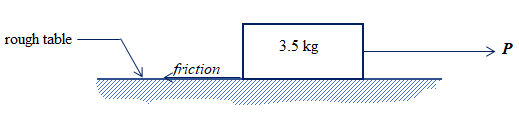 rough table
3.5 kg
P
friction